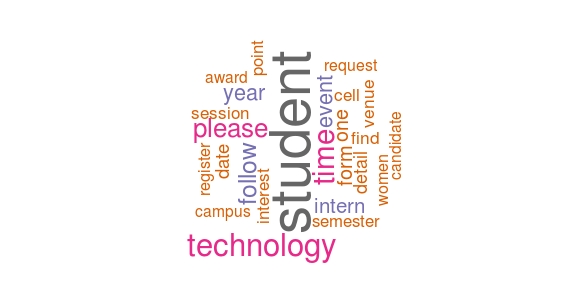 point
request
award
year
event
cell
venue
session
please
student
time
form
one
find
candidate
register
date
follow
detail
women
interest
campus
intern
semester
technology